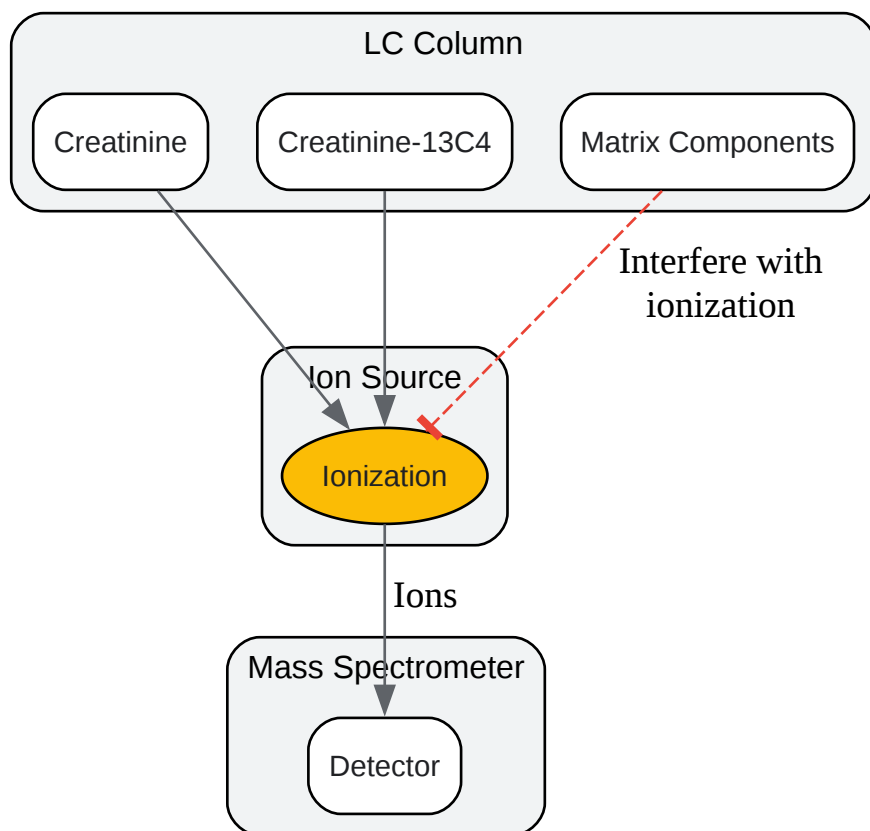 LC Column
Creatinine
Creatinine-13C4
Matrix Components
Interfere with
ionization
Ion Source
Ionization
Ions
Mass Spectrometer
Detector